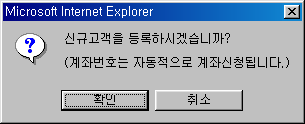 Microsoft Internet Explorer
신규고객을 등록하시겠습니까?
(계좌번호는 자동적으로 계좌신청됩니다.)
확인
취소